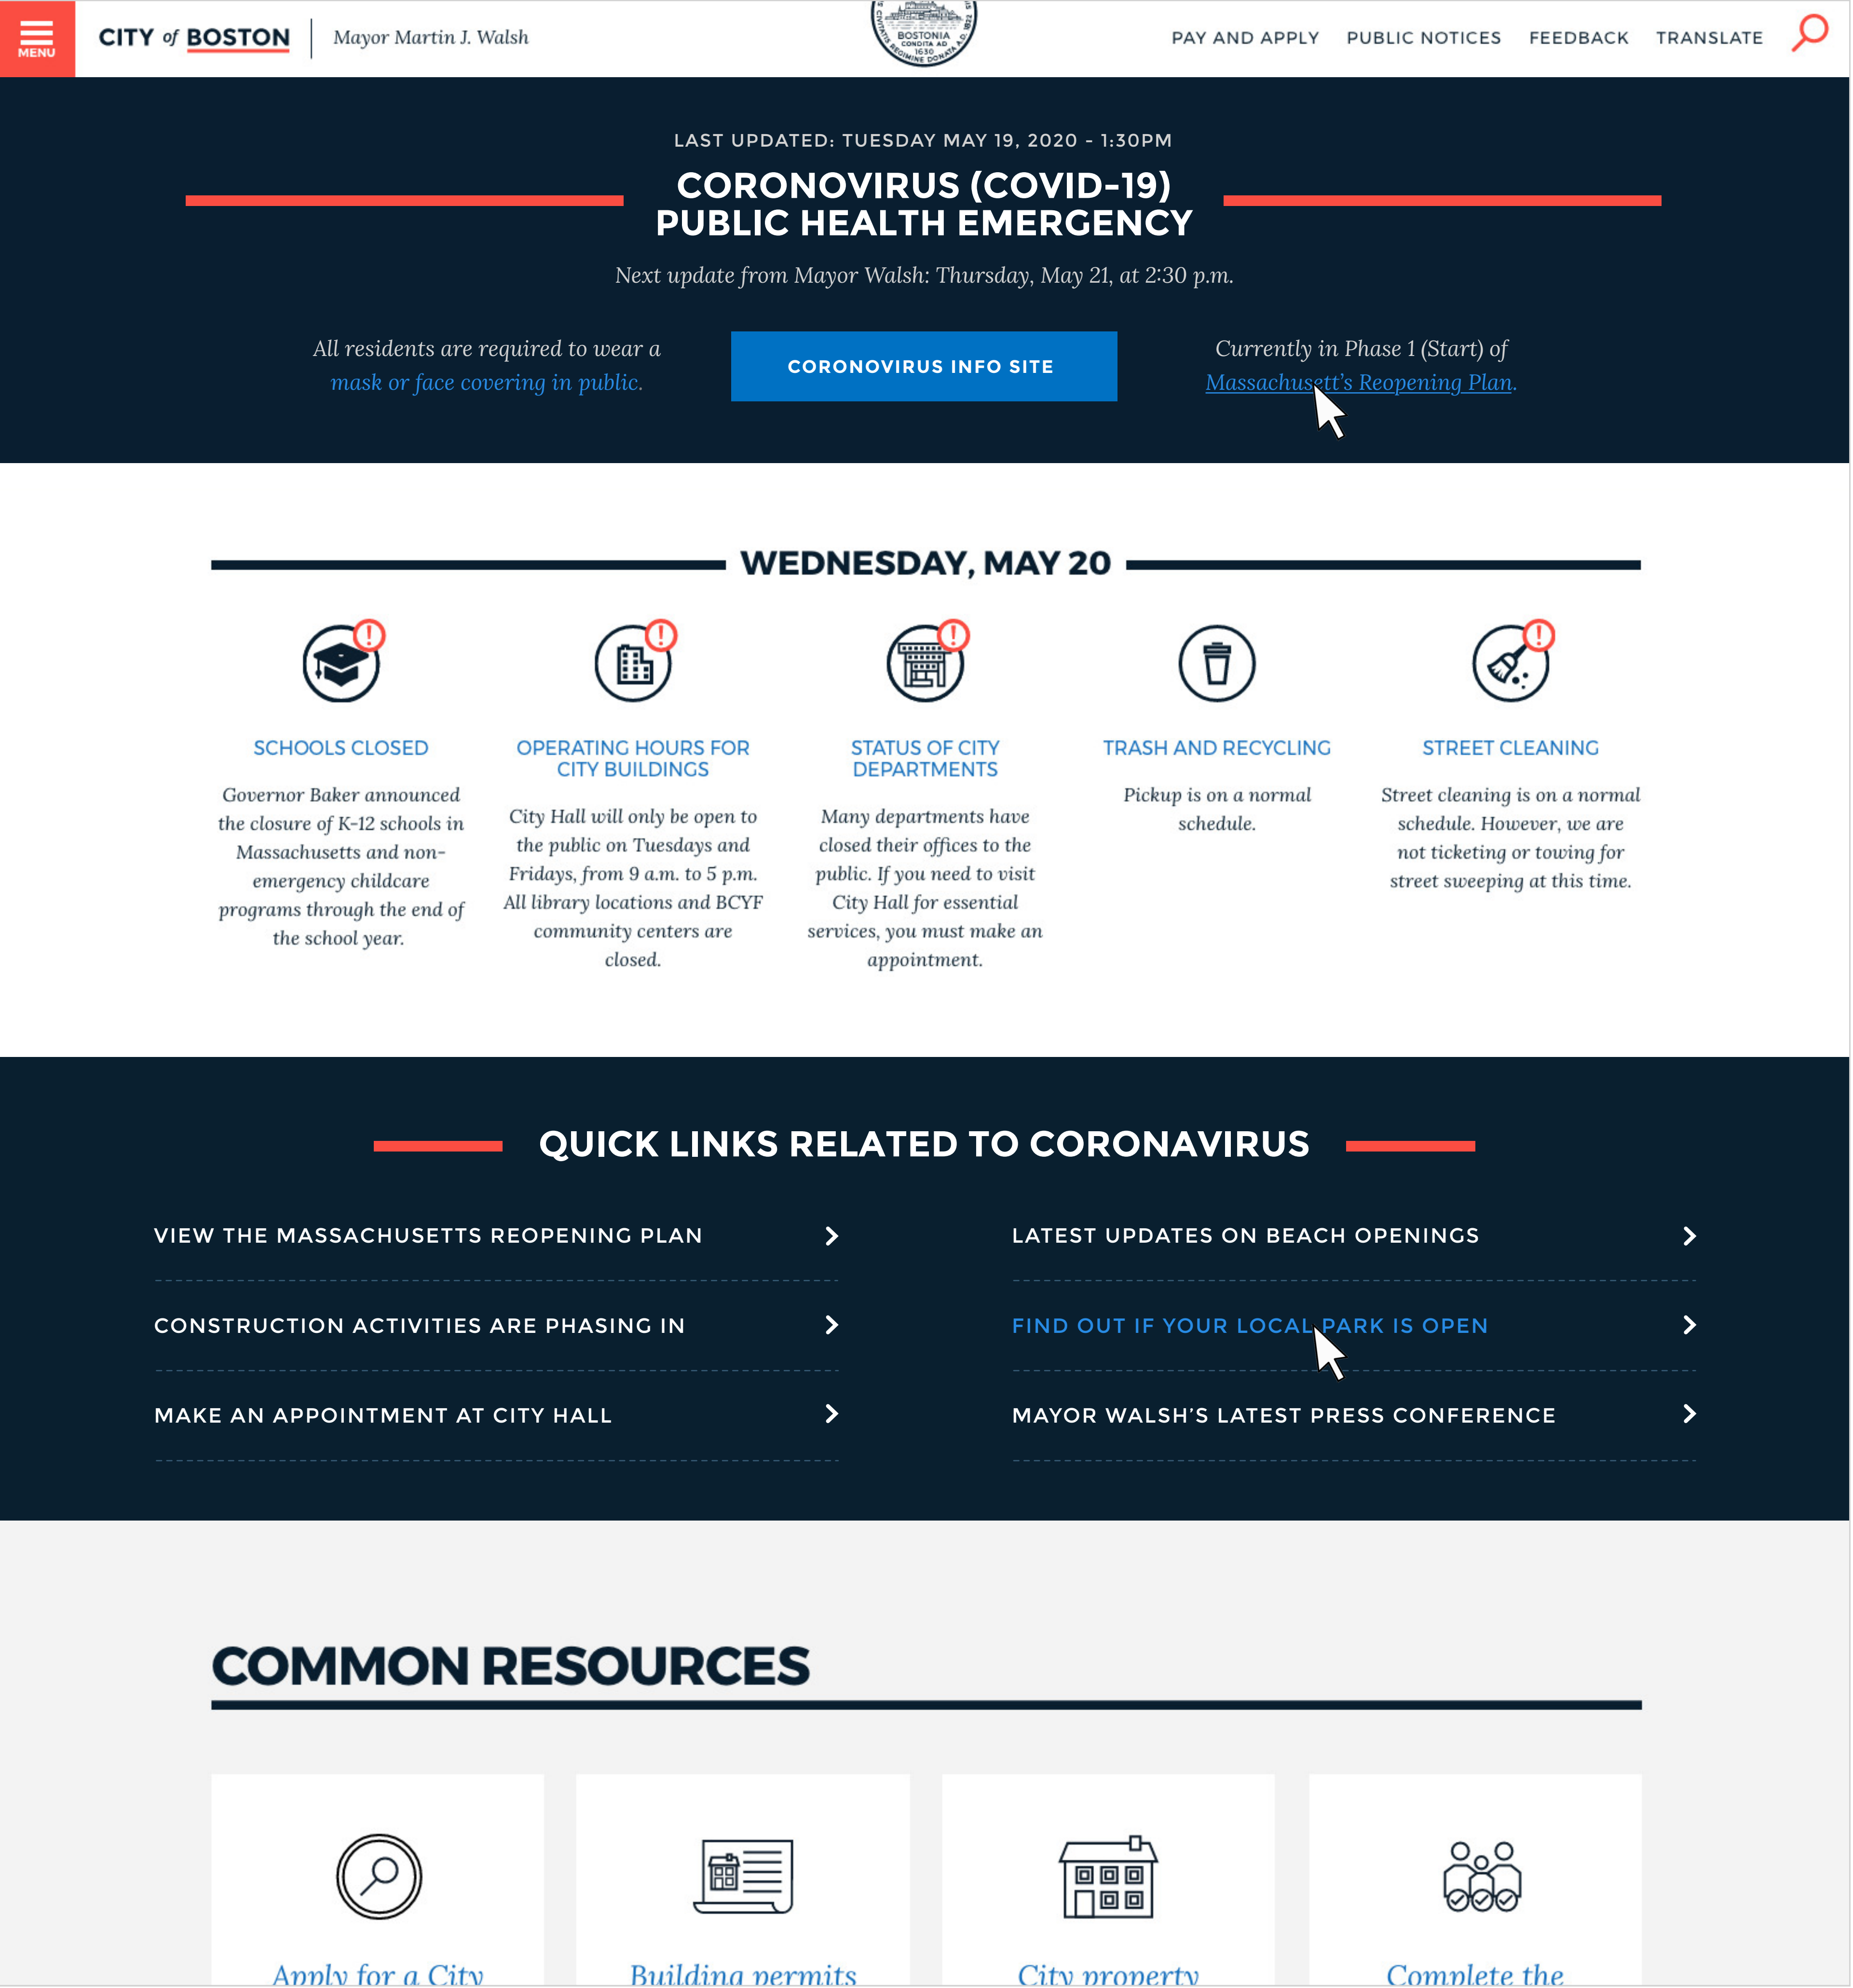 MENU
CITY of BOSTON
Mayor Martin J. Walsh
BOSTONIA
CONDITA AD
1630
CIVITATIS REGIMINE DONATA A.D. 1822
PAY AND APPLY
PUBLIC NOTICES
FEEDBACK
TRANSLATE
LAST UPDATED: TUESDAY MAY 19, 2020 - 1:30PM
CORONOVIRUS (COVID-19)
PUBLIC HEALTH EMERGENCY
Next update from Mayor Walsh: Thursday, May 21, at 2:30 p.m.
All residents are required to wear a
mask or face covering in public.
CORONOVIRUS INFO SITE
Currently in Phase 1 (Start) of
Massachusett’s Reopening Plan.
WEDNESDAY, MAY 20
SCHOOLS CLOSED
Governor Baker announced
the closure of K-12 schools in
Massachusetts and non-
emergency childcare
programs through the end of
the school year.
OPERATING HOURS FOR
CITY BUILDINGS
City Hall will only be open to
the public on Tuesdays and
Fridays, from 9 a.m. to 5 p.m.
All library locations and BCYF
community centers are
closed.
STATUS OF CITY
DEPARTMENTS
Many departments have
closed their offices to the
public. If you need to visit
City Hall for essential
services, you must make an
appointment.
TRASH AND RECYCLING
Pickup is on a normal
schedule.
STREET CLEANING
Street cleaning is on a normal
schedule. However, we are
not ticketing or towing for
street sweeping at this time.
QUICK LINKS RELATED TO CORONAVIRUS
VIEW THE MASSACHUSETTS REOPENING PLAN
CONSTRUCTION ACTIVITIES ARE PHASING IN
MAKE AN APPOINTMENT AT CITY HALL
LATEST UPDATES ON BEACH OPENINGS
FIND OUT IF YOUR LOCAL PARK IS OPEN
MAYOR WALSH’S LATEST PRESS CONFERENCE
COMMON RESOURCES
Apply for a City
Building permits
City property
Complete the